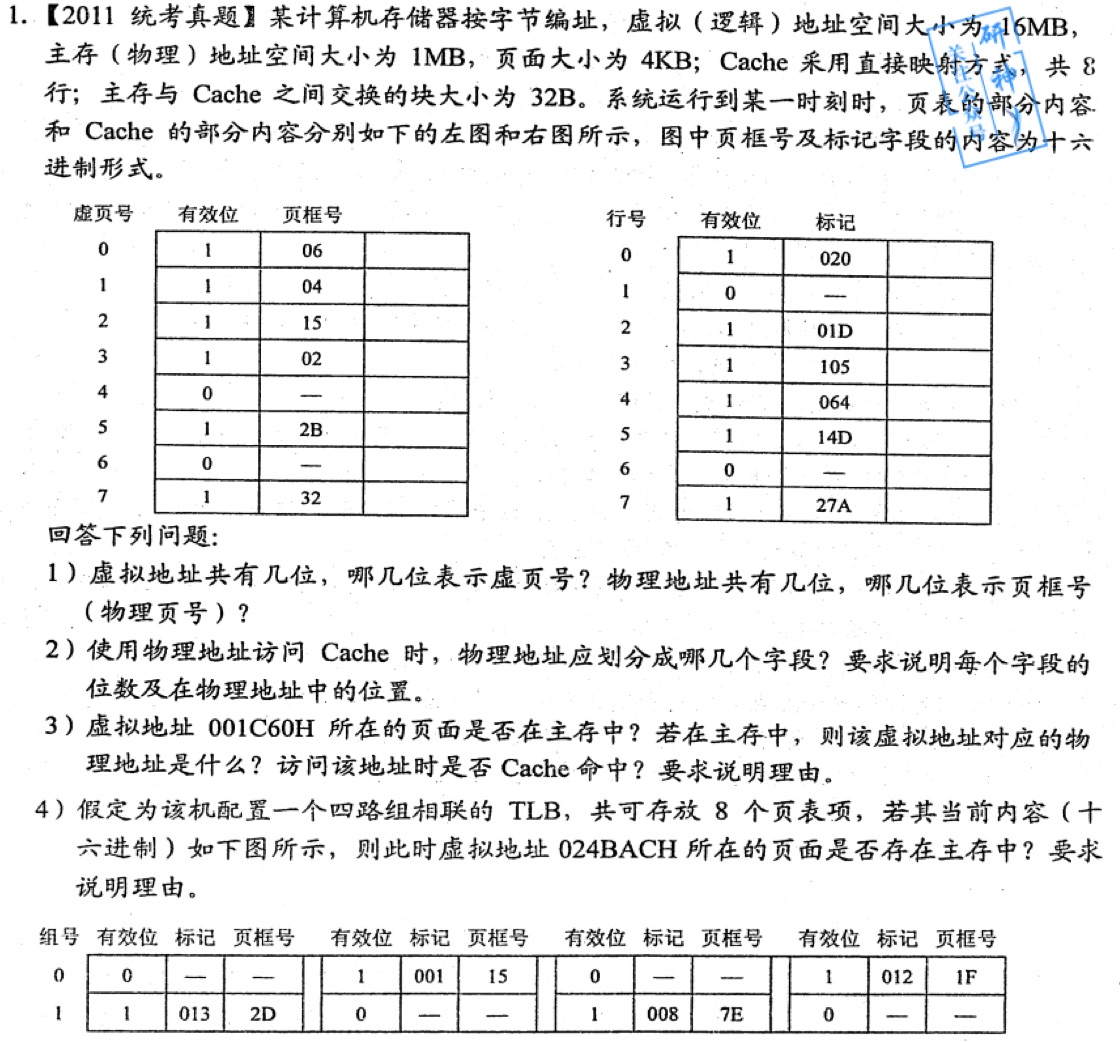 1.【2011 统考真题】某计算机存储器按字节编址，虚拟（逻辑）地址空间大小为 16MB，
主存（物理）地址空间大小为 1MB，页面大小为 4KB；Cache 采用直接映射方式，共 8
行；主存与 Cache 之间交换的块大小为 32B。系统运行到某一时刻时，页表的部分内容
和 Cache 的部分内容分别如下的左图和右图所示，图中页框号及标记字段的内容为十六
进制形式。
虚页号 有效位 页框号
0 1 06
1 1 04
2 1 15
3 1 02
4 0 —
5 1 2B
6 0 —
7 1 32
行号 有效位 标记
0 1 020
1 0 —
2 1 01D
3 1 105
4 1 064
5 1 14D
6 0 —
7 1 27A
回答下列问题：
1）虚拟地址共有几位，哪几位表示虚页号？物理地址共有几位，哪几位表示页框号
（物理页号）？
2）使用物理地址访问 Cache 时，物理地址应划分成哪几个字段？要求说明每个字段的
位数及在物理地址中的位置。
3）虚拟地址 001C60H 所在的页面是否在主存中？若在主存中，则该虚拟地址对应的物
理地址是什么？访问该地址时是否 Cache 命中？要求说明理由。
4）假定为该机配置一个四路组相联的 TLB，共可存放 8 个页表项，若其当前内容（十
六进制）如下图所示，则此时虚拟地址 024BACH 所在的页面是否存在主存中？要求
说明理由。
组号 有效位 标记 页框号 有效位 标记 页框号 有效位 标记 页框号 有效位 标记 页框号
0 0 — — 1 001 15 0 — — 1 012 1F
1 1 013 2D 0 — — 1 008 7E 0 — —